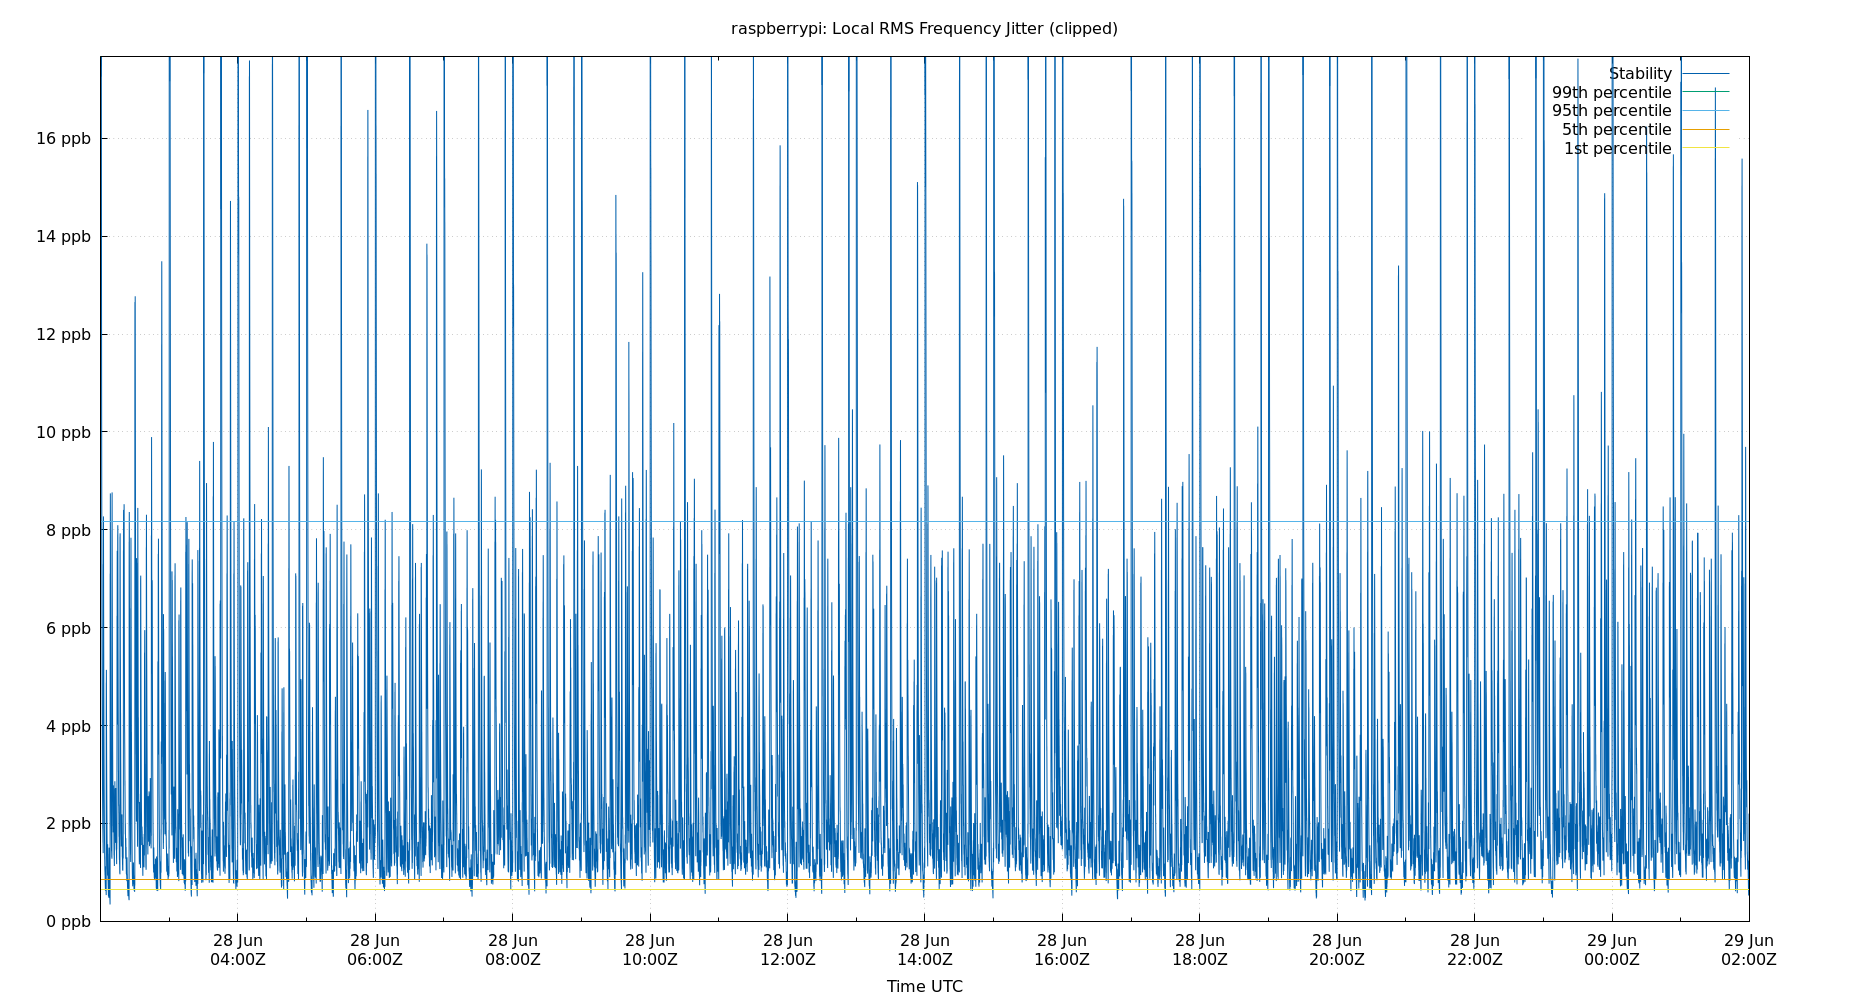 raspberrypi: Local RMS Frequency Jitter (clipped)
Stability
99th percentile
95th percentile
5th percentile
1st percentile
16 ppb
14 ppb
12 ppb
10 ppb
8 ppb
6 ppb
4 ppb
2 ppb
0 ppb
28 Jun 28 Jun 28 Jun 28 Jun 28 Jun 28 Jun 28 Jun 28 Jun 28 Jun 28 Jun 29 Jun 29 Jun
04:00Z 06:00Z 08:00Z 10:00Z 12:00Z 14:00Z 16:00Z 18:00Z 20:00Z 22:00Z 00:00Z 02:00Z
Time UTC